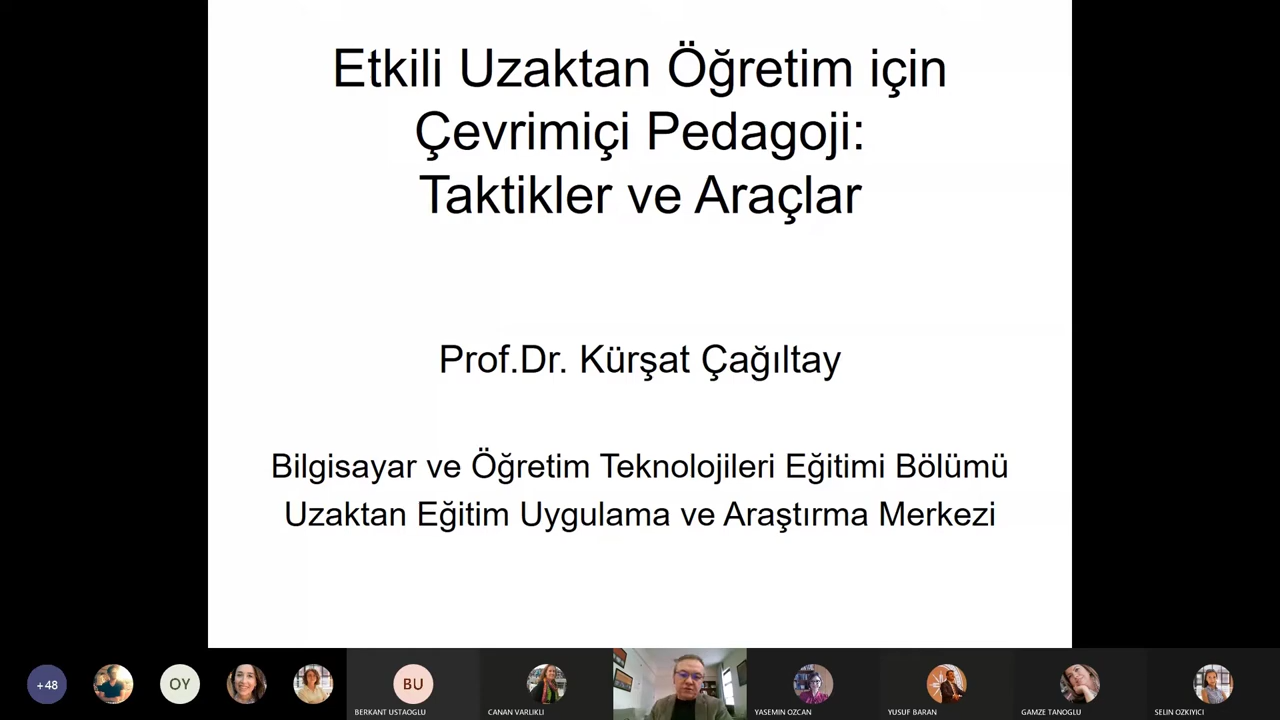 Etkili Uzaktan Öğretim için
Çevrimiçi Pedagoji:
Taktikler ve Araçlar
Prof.Dr. Kürşat Çağıltay
Bilgisayar ve Öğretim Teknolojileri Eğitimi Bölümü
Uzaktan Eğitim Uygulama ve Araştırma Merkezi
+48
OY
BU
BERKANT USTAOGLU
CANAN VARLIKLI
YASEMIN OZCAN
YUSUF BARAN
GAMZE TANOGLU
SELIN OZKIYICI